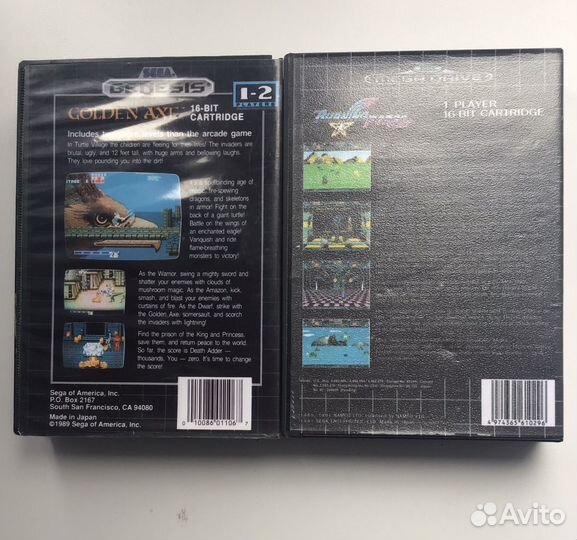 SEGA
GENESIS
1-2
PLAYERS
GOLDEN AXE
16-BIT
CARTRIDGE
Includes levels than the arcade game
In Turtle Village the children are fleeing for their lives! The invaders are
brutal, ugly, and 12 feet tall, with huge arms and bellowing laughs.
They love pounding you into the dirt!
It's a spellbinding age of
magic, fire-spewing
dragons, and skeletons
in armor! Fight on the
back of a giant turtle!
Battle on the wings of
an enchanted eagle!
Vanquish and ride
flame-breathing
monsters to victory!
As the Warrior, swing a mighty sword and
shatter your enemies with clouds of
mushroom magic. As the Amazon, kick,
smash, and blast your enemies with
curtains of fire. As the Dwarf, strike with
the Golden Axe, somersault, and scorch
the invaders with lightning!
Find the prison of the King and Princess,
save them, and return peace to the world.
So far, the score is Death Adder —
thousands, You — zero. It's time to change
the score!
Sega of America, Inc.
P.O. Box 2167
South San Francisco, CA 94080
Made in Japan
©1989 Sega of America, Inc.
0 10086 01106 7
MEGA DRIVE
1 PLAYER
16-BIT CARTRIDGE
4 974365 610296
Avito